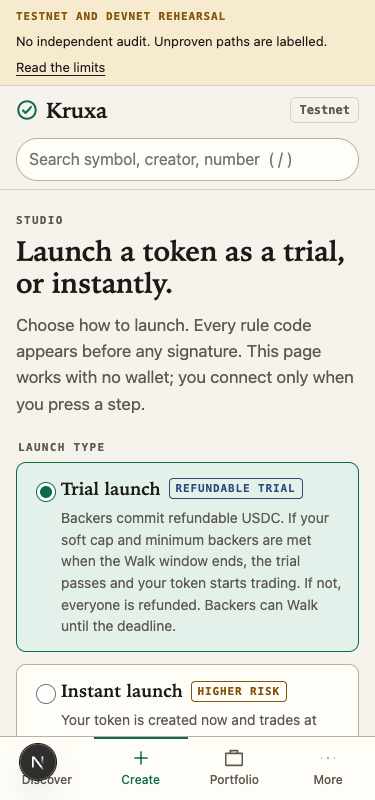 TESTNET AND DEVNET REHEARSAL
No independent audit. Unproven paths are labelled.
Read the limits
Kruxa
Testnet
Search symbol, creator, number ( / )
STUDIO
Launch a token as a trial,
or instantly.
Choose how to launch. Every rule code
appears before any signature. This page
works with no wallet; you connect only when
you press a step.
LAUNCH TYPE
Trial launch
REFUNDABLE TRIAL
Backers commit refundable USDC. If your
soft cap and minimum backers are met
when the Walk window ends, the trial
passes and your token starts trading. If not,
everyone is refunded. Backers can Walk
until the deadline.
Instant launch
HIGHER RISK
Your token is created now and trades at
N
Discover
Create
Portfolio
More